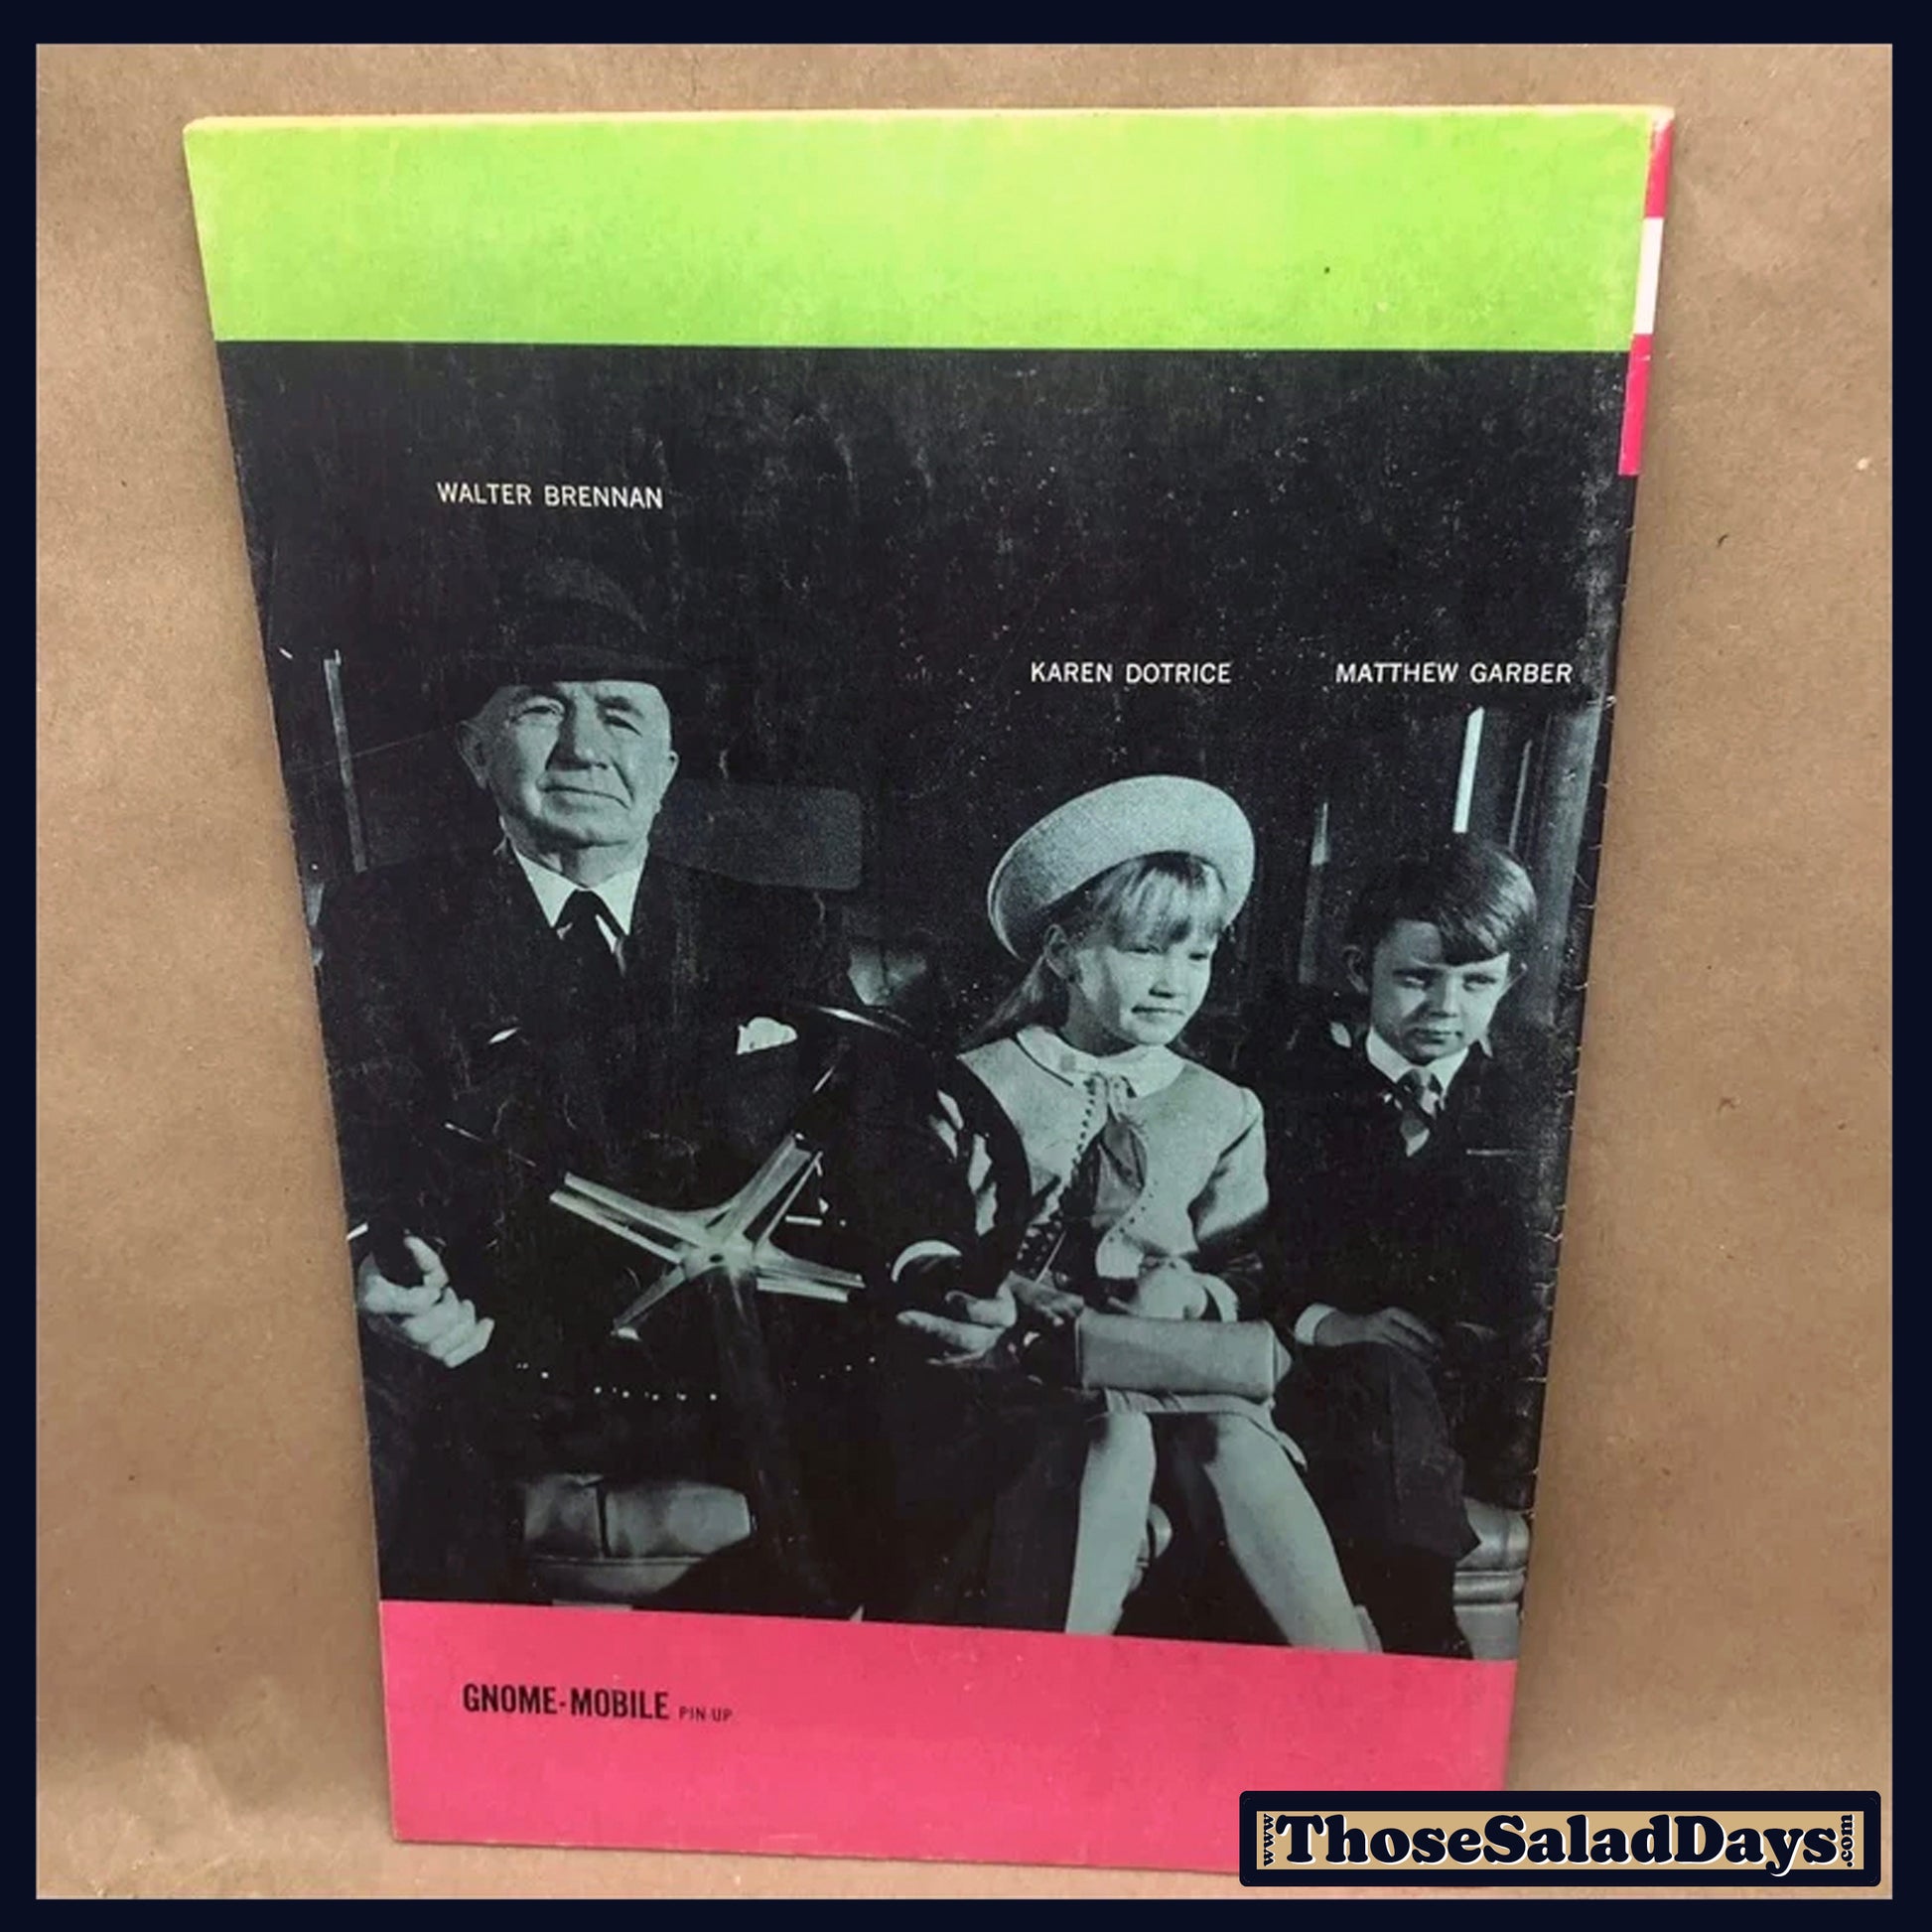 WALTER BRENNAN
KAREN DOTRICE
MATTHEW GARBER
GNOME-MOBILE PIN-UP
www.ThoseSaladDays.com